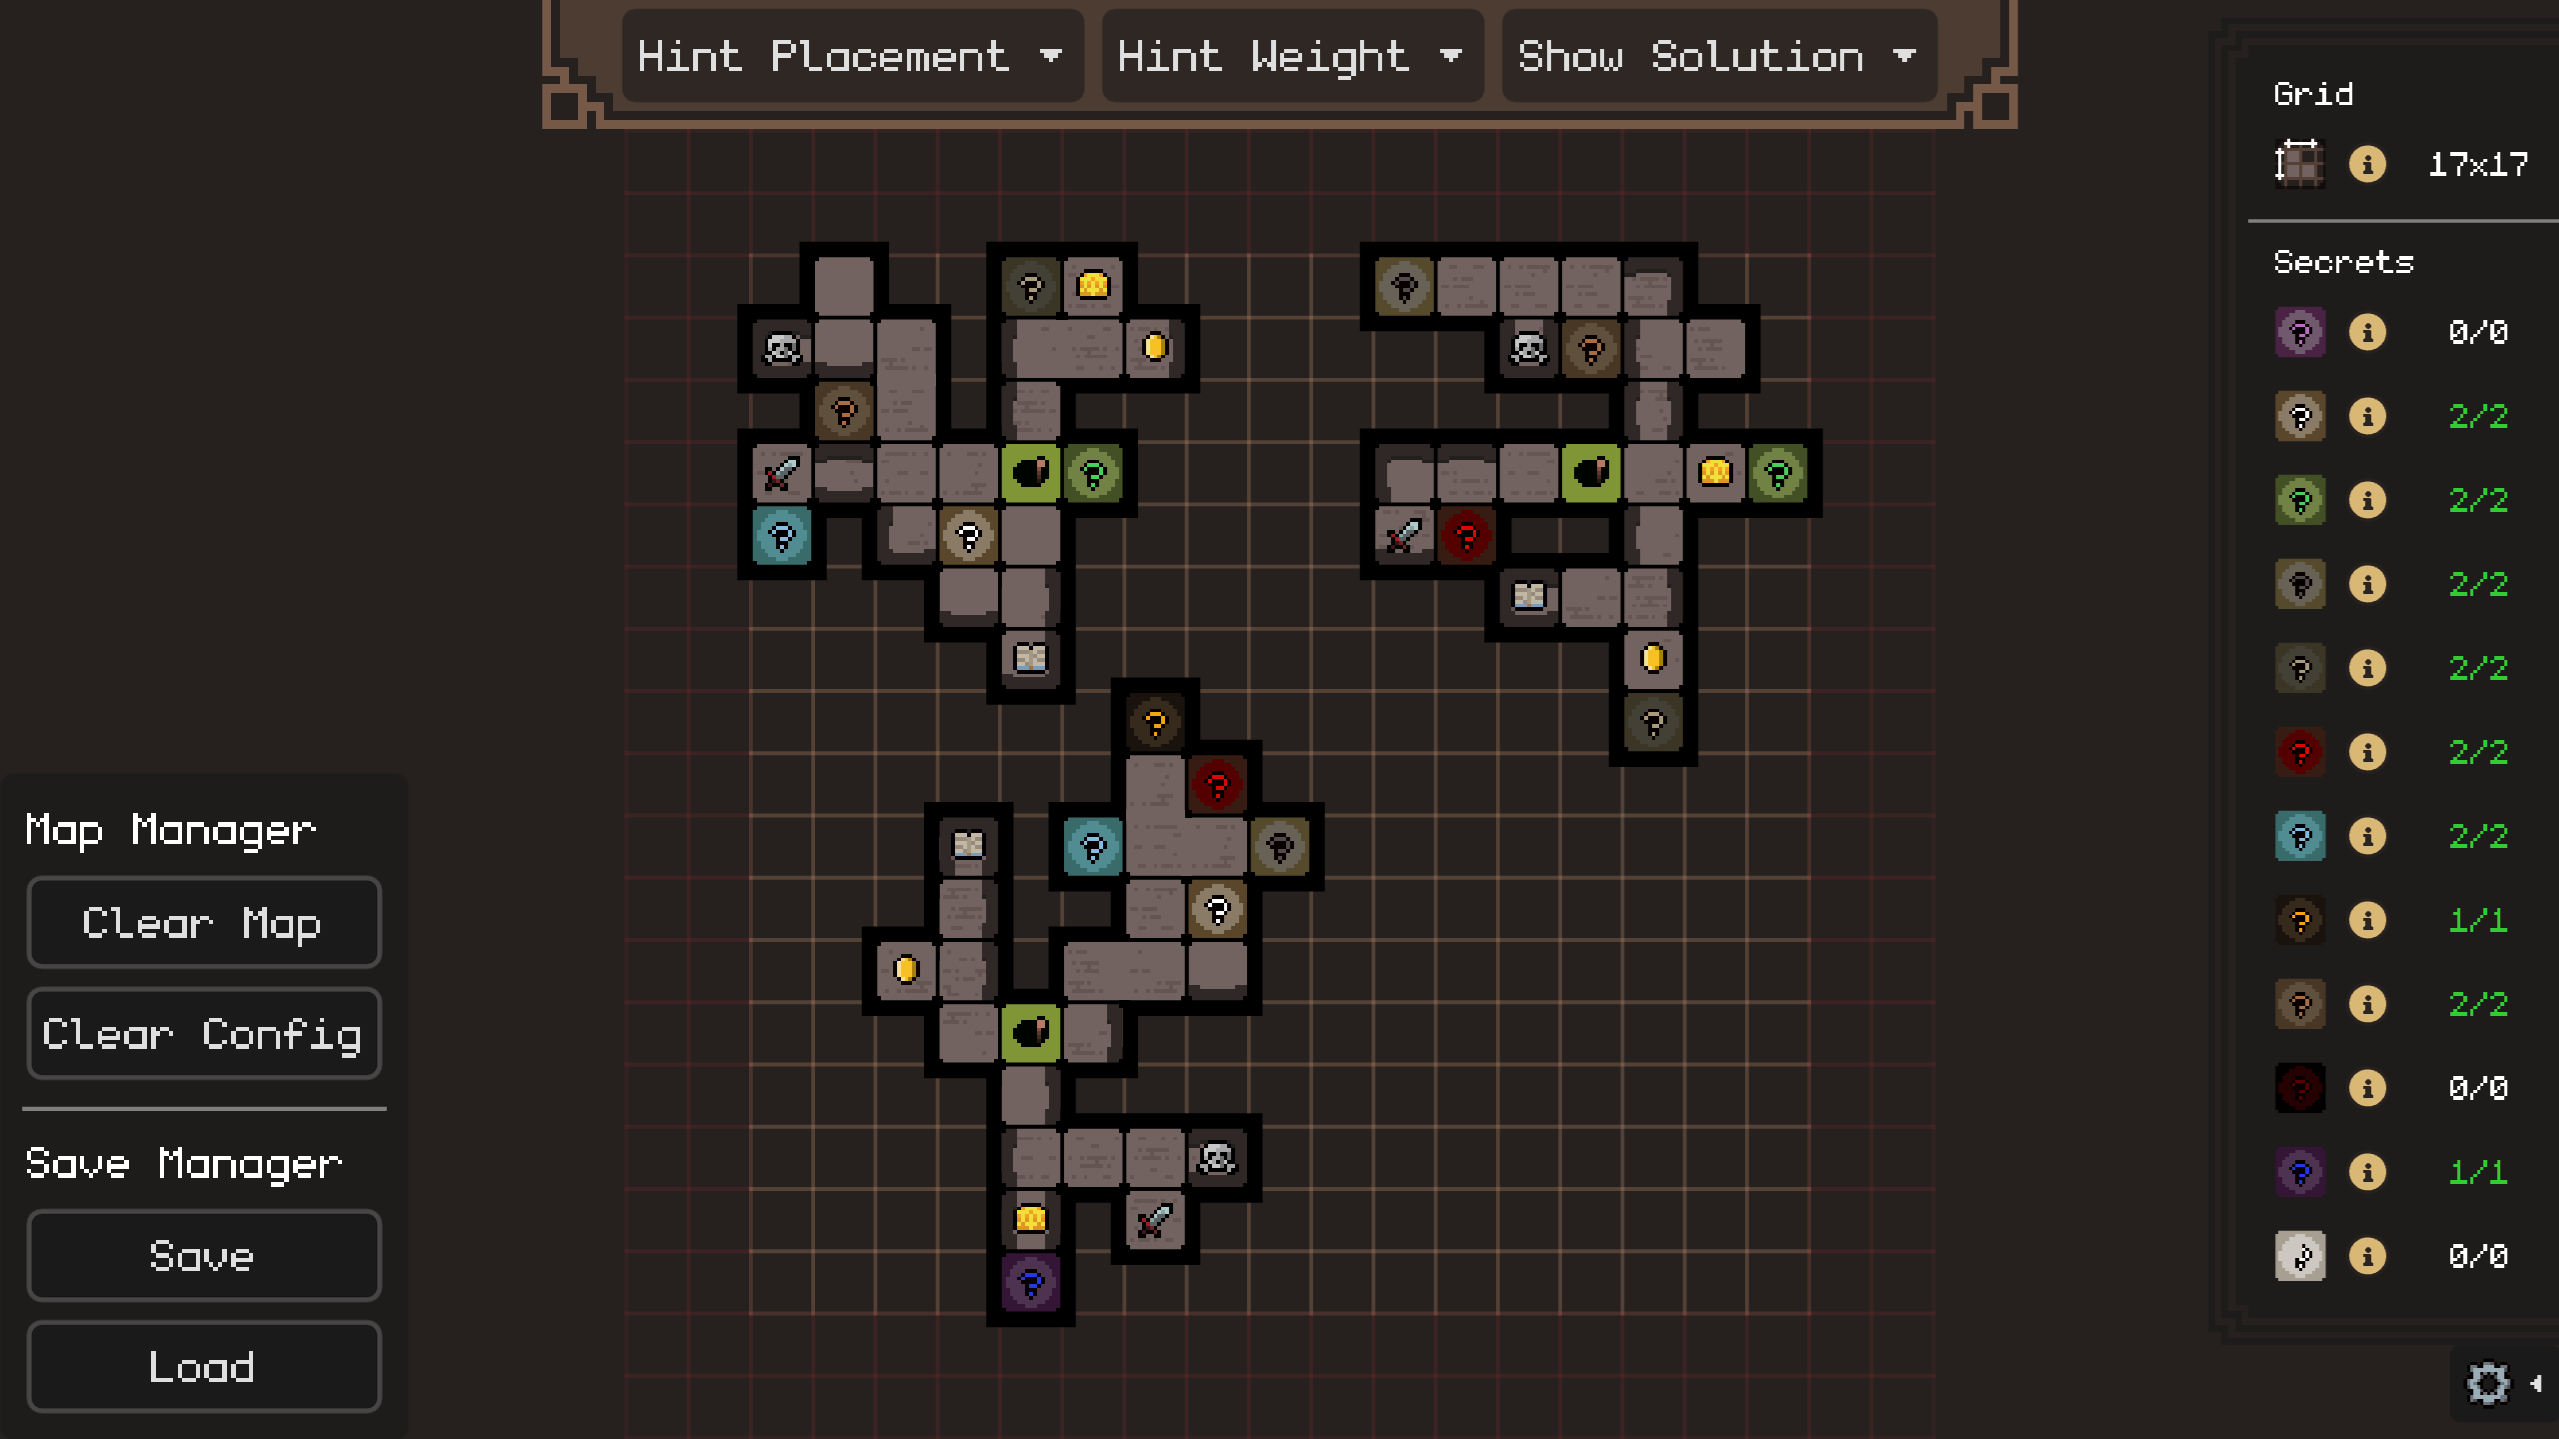 Hint Placement
Hint Weight
Show Solution
Grid
17x17
Secrets
0/0
2/2
2/2
2/2
2/2
2/2
2/2
1/1
2/2
0/0
1/1
0/0
Map Manager
Clear Map
Clear Config
Save Manager
Save
Load